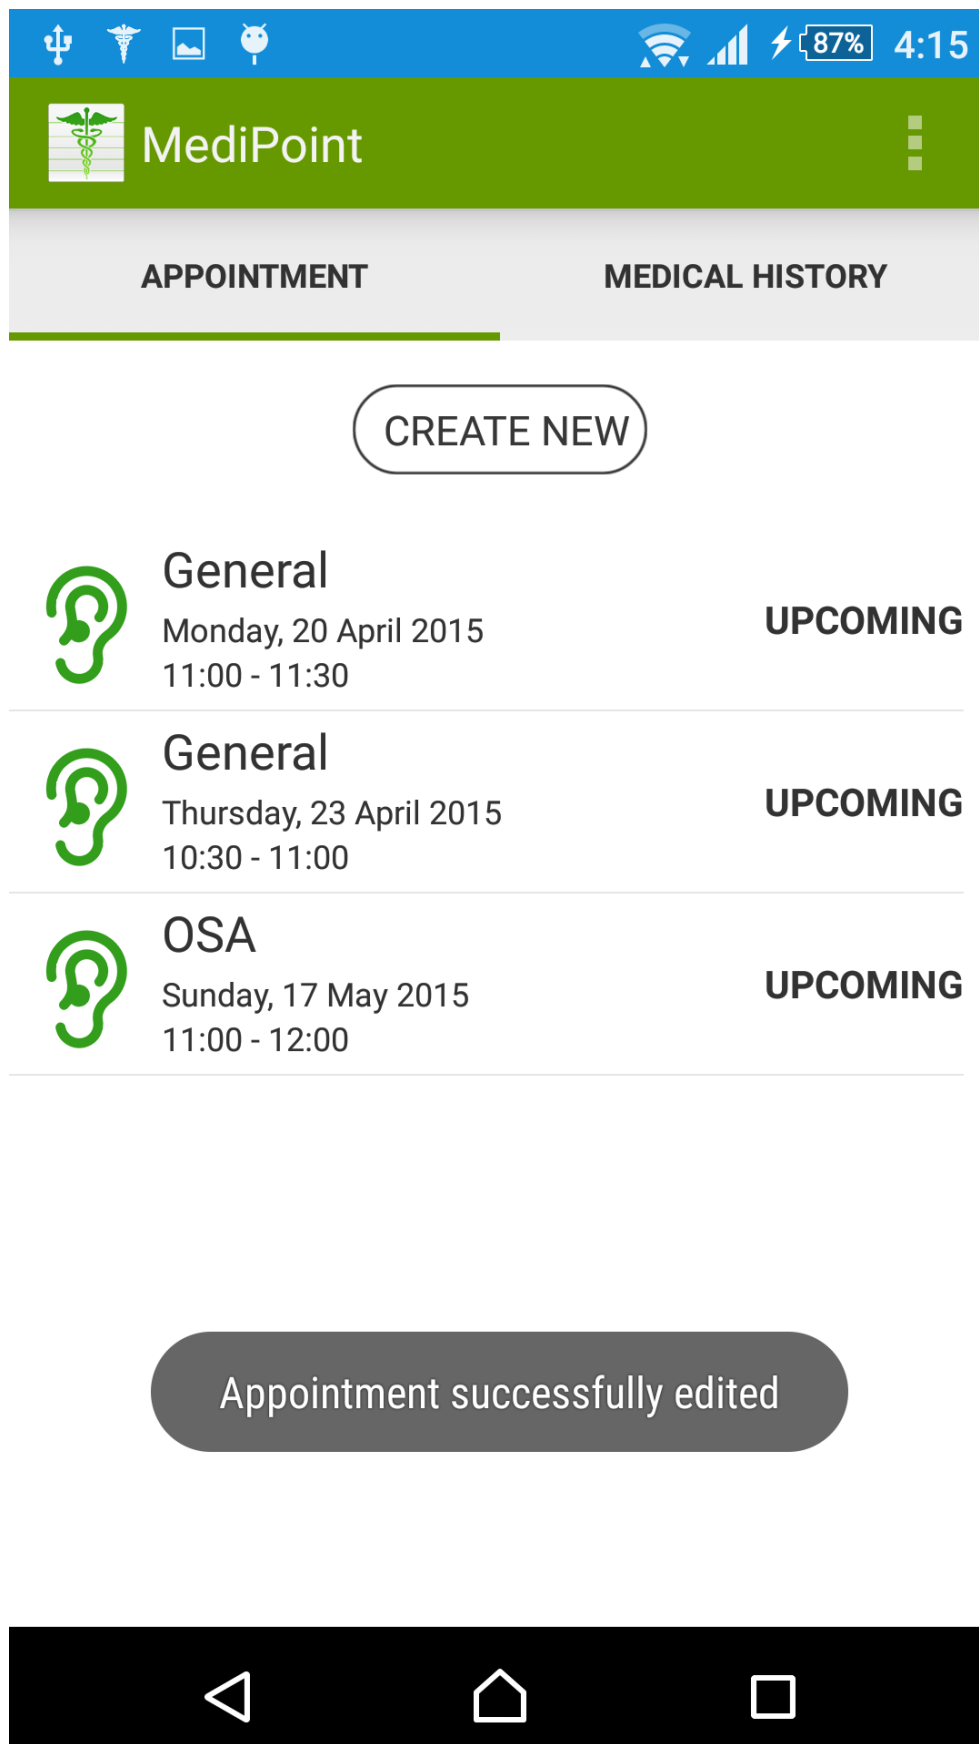 87% 4:15
MediPoint
APPOINTMENT MEDICAL HISTORY
CREATE NEW
General
Monday, 20 April 2015
11:00 - 11:30
UPCOMING
General
Thursday, 23 April 2015
10:30 - 11:00
UPCOMING
OSA
Sunday, 17 May 2015
11:00 - 12:00
UPCOMING
Appointment successfully edited